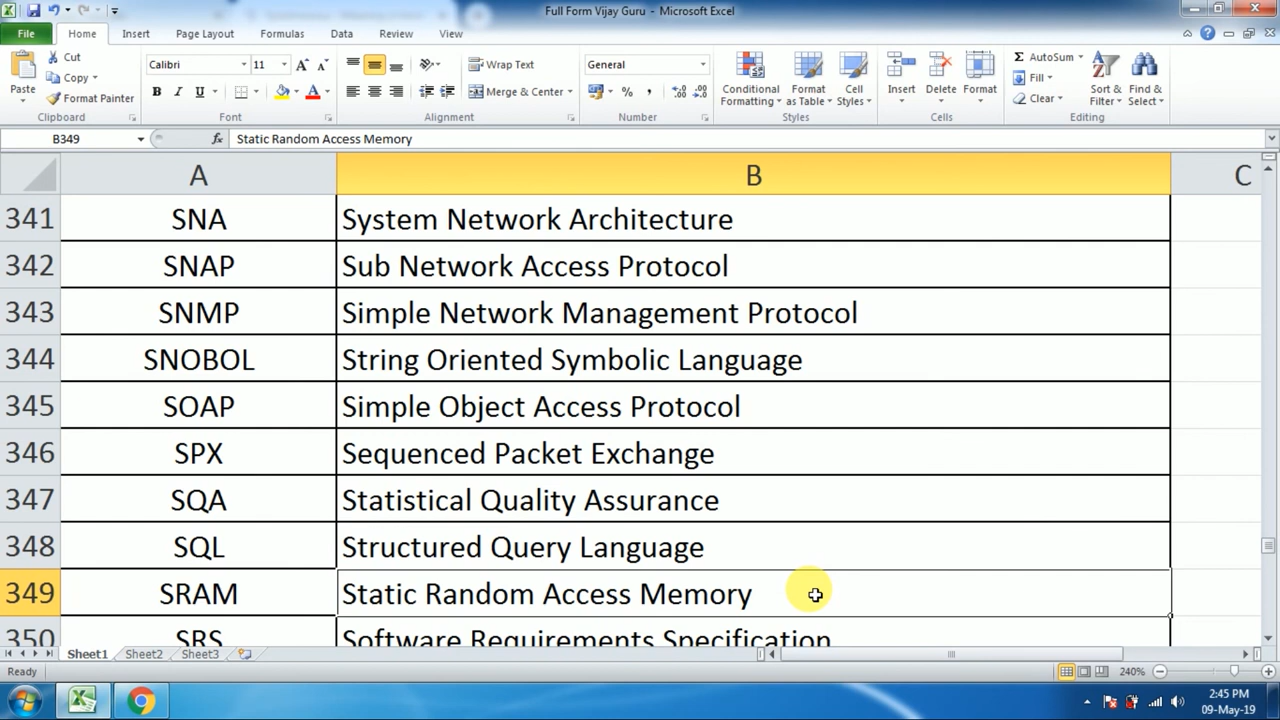 Full Form Vijay Guru - Microsoft Excel
File Home Insert Page Layout Formulas Data Review View
Paste
Cut
Copy
Format Painter
Clipboard
Calibri 11
B I U
Font
Wrap Text
Merge & Center
Alignment
General
% ,
Number
Conditional Formatting
Format as Table
Cell Styles
Styles
Insert Delete Format
Cells
Σ AutoSum
Fill
Clear
Sort & Filter
Find & Select
Editing
B349 fx Static Random Access Memory
A B C
341 SNA System Network Architecture
342 SNAP Sub Network Access Protocol
343 SNMP Simple Network Management Protocol
344 SNOBOL String Oriented Symbolic Language
345 SOAP Simple Object Access Protocol
346 SPX Sequenced Packet Exchange
347 SQA Statistical Quality Assurance
348 SQL Structured Query Language
349 SRAM Static Random Access Memory
350 SRS Software Requirements Specification
Sheet1 Sheet2 Sheet3
Ready 240%
2:45 PM
09-May-19